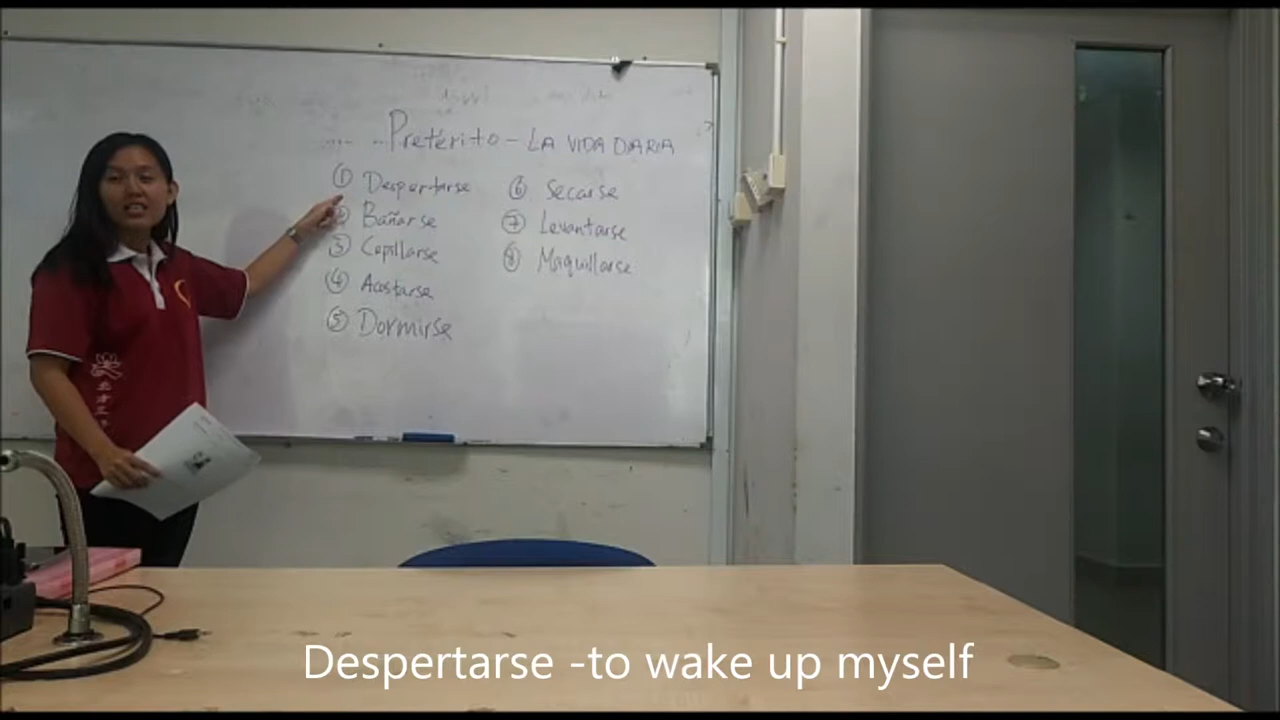 Pretérito - LA VIDA DIARIA
① Despertarse
② Bañarse
③ Cepillarse
④ Acostarse
⑤ Dormirse
⑥ Secarse
⑦ Levantarse
⑧ Maquillarse
Despertarse -to wake up myself